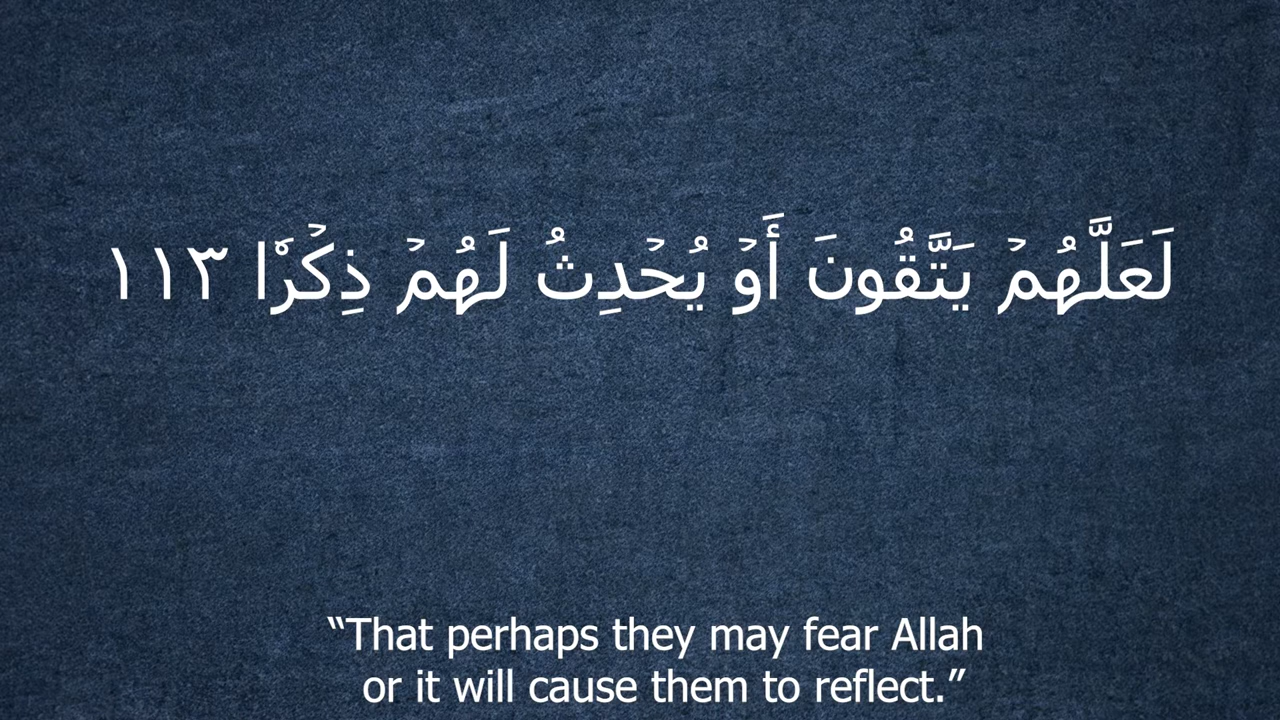 لَعَلَّهُمۡ يَتَّقُونَ أَوۡ يُحۡدِثُ لَهُمۡ ذِكۡرٗا ١١٣
“That perhaps they may fear Allah
or it will cause them to reflect.”